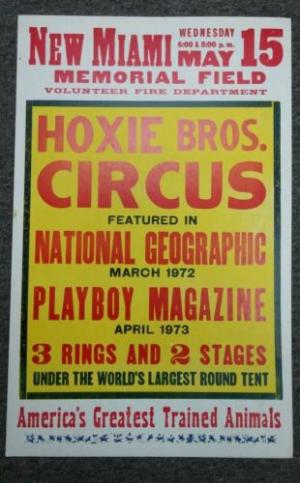 NEW MIAMI WEDNESDAY 6:00 & 8:00 p. m. MAY 15
MEMORIAL FIELD
VOLUNTEER FIRE DEPARTMENT
HOXIE BROS.
CIRCUS
FEATURED IN
NATIONAL GEOGRAPHIC
MARCH 1972
PLAYBOY MAGAZINE
APRIL 1973
3 RINGS AND 2 STAGES
UNDER THE WORLD'S LARGEST ROUND TENT
America's Greatest Trained Animals